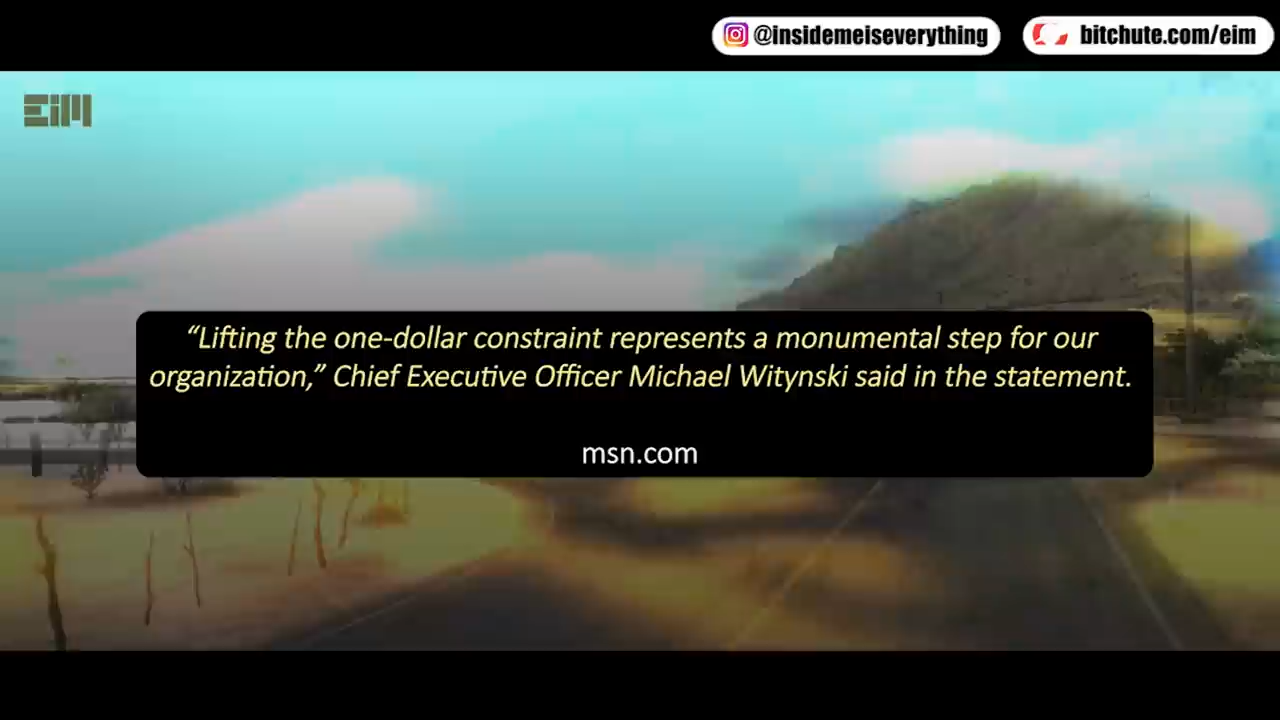 @insidemeiseverything
bitchute.com/eim
EiM
“Lifting the one-dollar constraint represents a monumental step for our
organization,” Chief Executive Officer Michael Witynski said in the statement.
msn.com